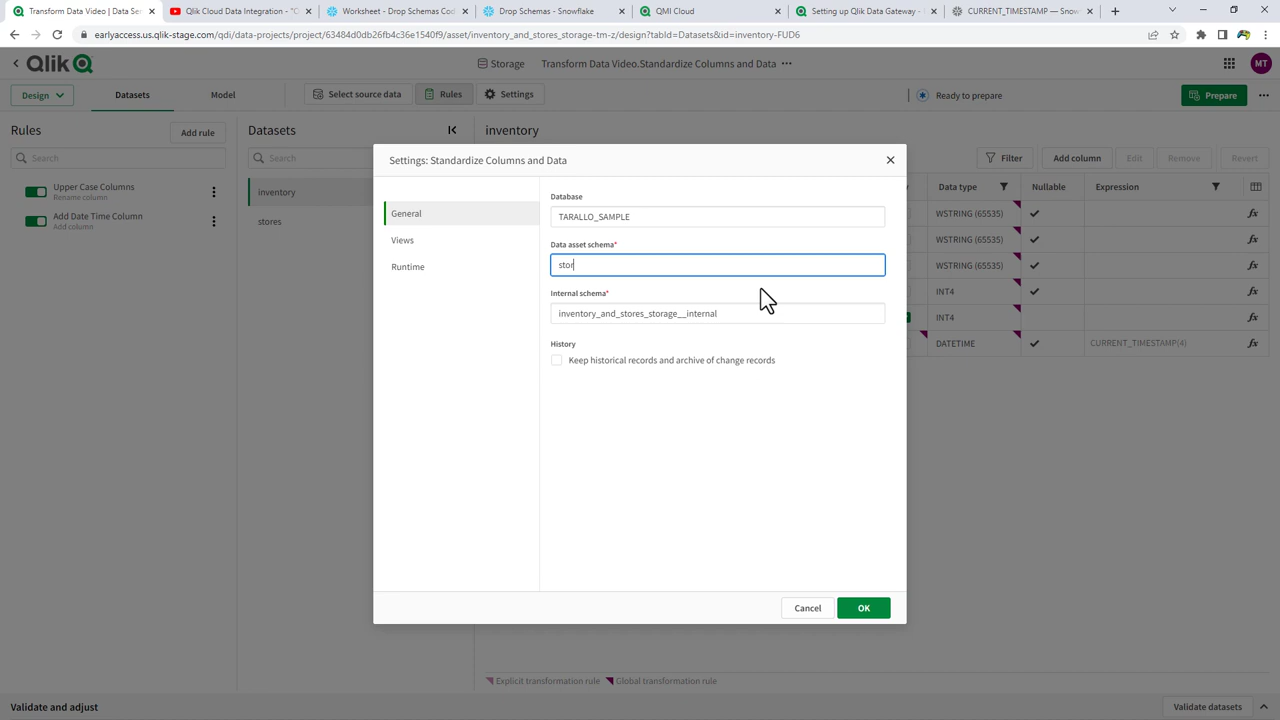 Transform Data Video | Data Ser
Qlik Cloud Data Integration - "C
Worksheet - Drop Schemas Cod
Drop Schemas - Snowflake
QMI Cloud
Setting up Qlik Data Gateway -
CURRENT_TIMESTAMP — Snow
earlyaccess.us.qlik-stage.com/qdi/data-projects/project/63484d0db26fb4c36e1540f9/asset/inventory_and_stores_storage-tm-z/design?tabId=Datasets&id=inventory-FUD6
Qlik
Storage
Transform Data Video.Standardize Columns and Data
MT
Design
Datasets
Model
Select source data
Rules
Settings
Ready to prepare
Prepare
Rules
Add rule
Datasets
inventory
Search
Search
Filter
Add column
Edit
Remove
Revert
Upper Case Columns
Rename column
Add Date Time Column
Add column
inventory
stores
Data type
Nullable
Expression
WSTRING (65535)
WSTRING (65535)
WSTRING (65535)
INT4
INT4
DATETIME
CURRENT_TIMESTAMP(4)
Settings: Standardize Columns and Data
General
Views
Runtime
Database
TARALLO_SAMPLE
Data asset schema*
stor
Internal schema*
inventory_and_stores_storage__internal
History
Keep historical records and archive of change records
Cancel
OK
Explicit transformation rule
Global transformation rule
Validate and adjust
Validate datasets